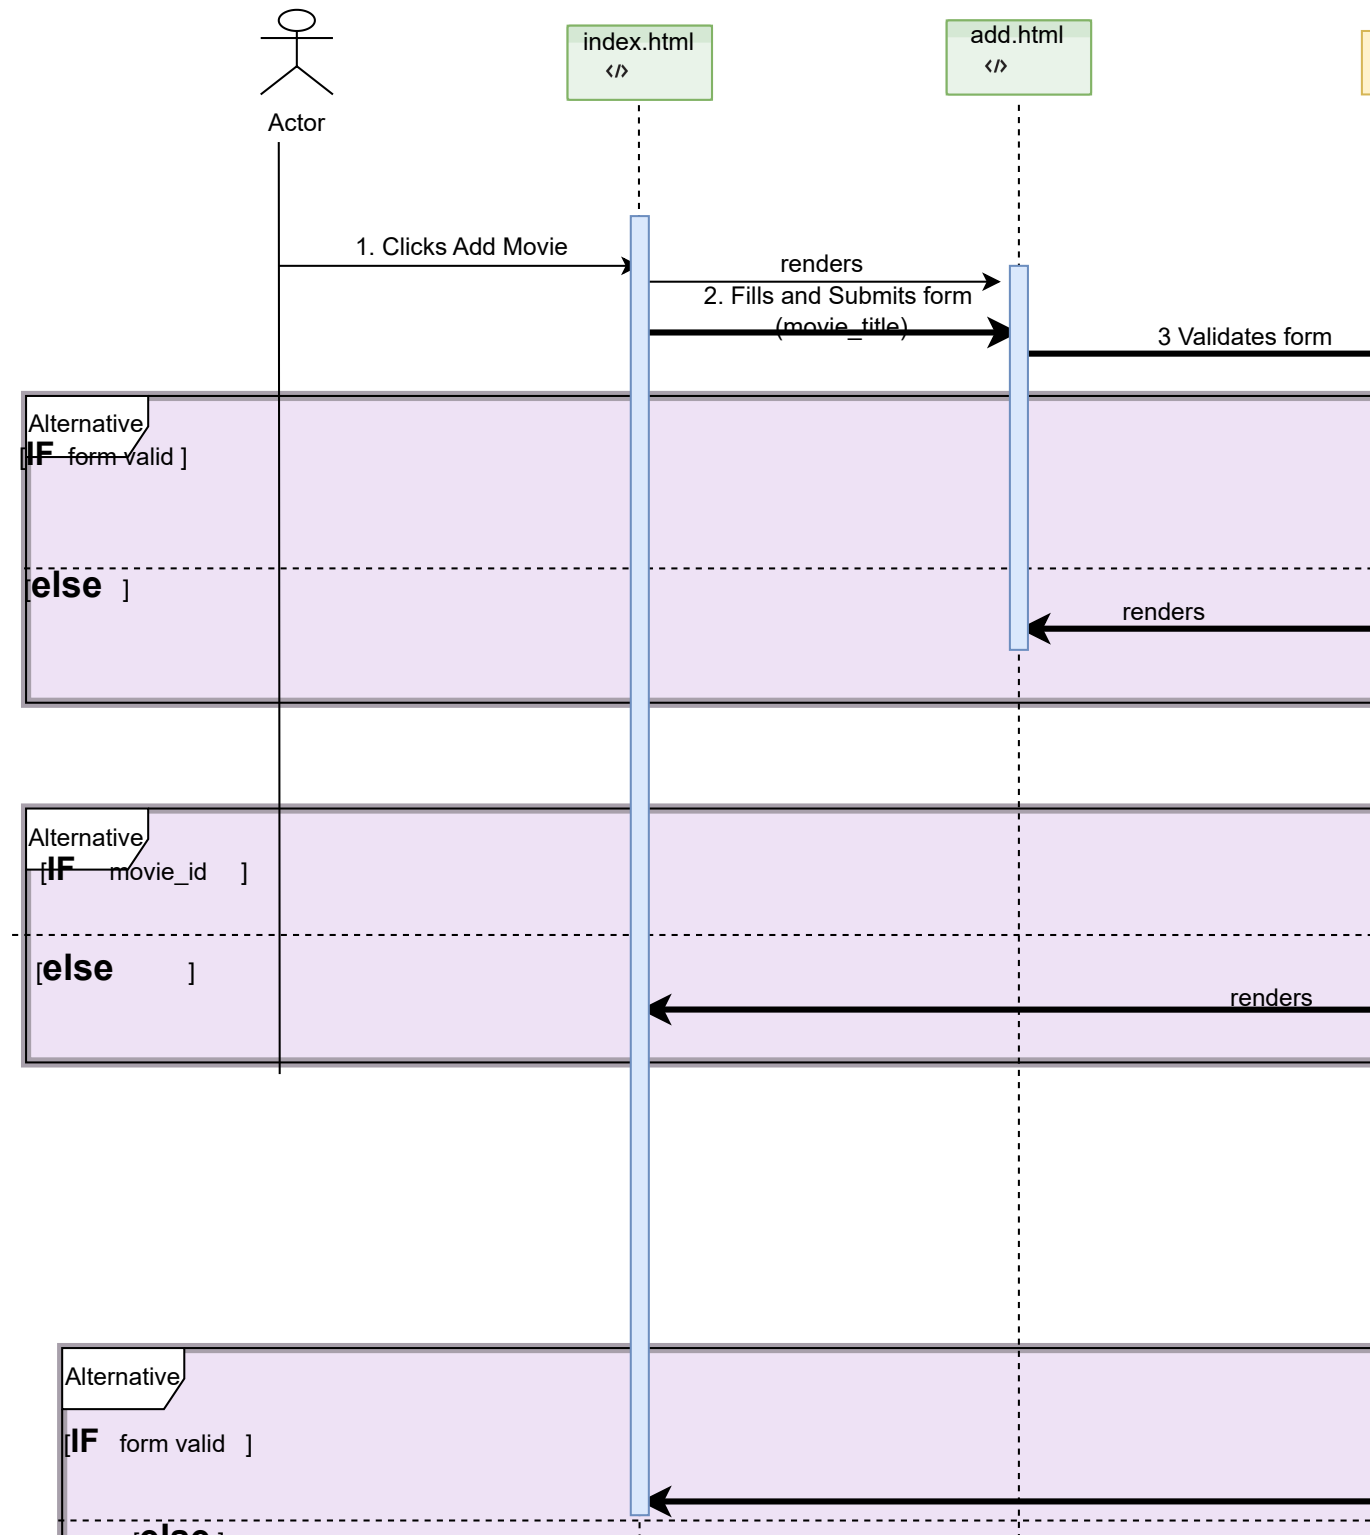 index.html
</>
add.html
</>
Actor
1. Clicks Add Movie
renders
2. Fills and Submits form
(movie_title)
3 Validates form
Alternative
[IF form valid ]
[else ]
renders
Alternative
[IF movie_id ]
[else ]
renders
Alternative
[IF form valid ]
[else ]